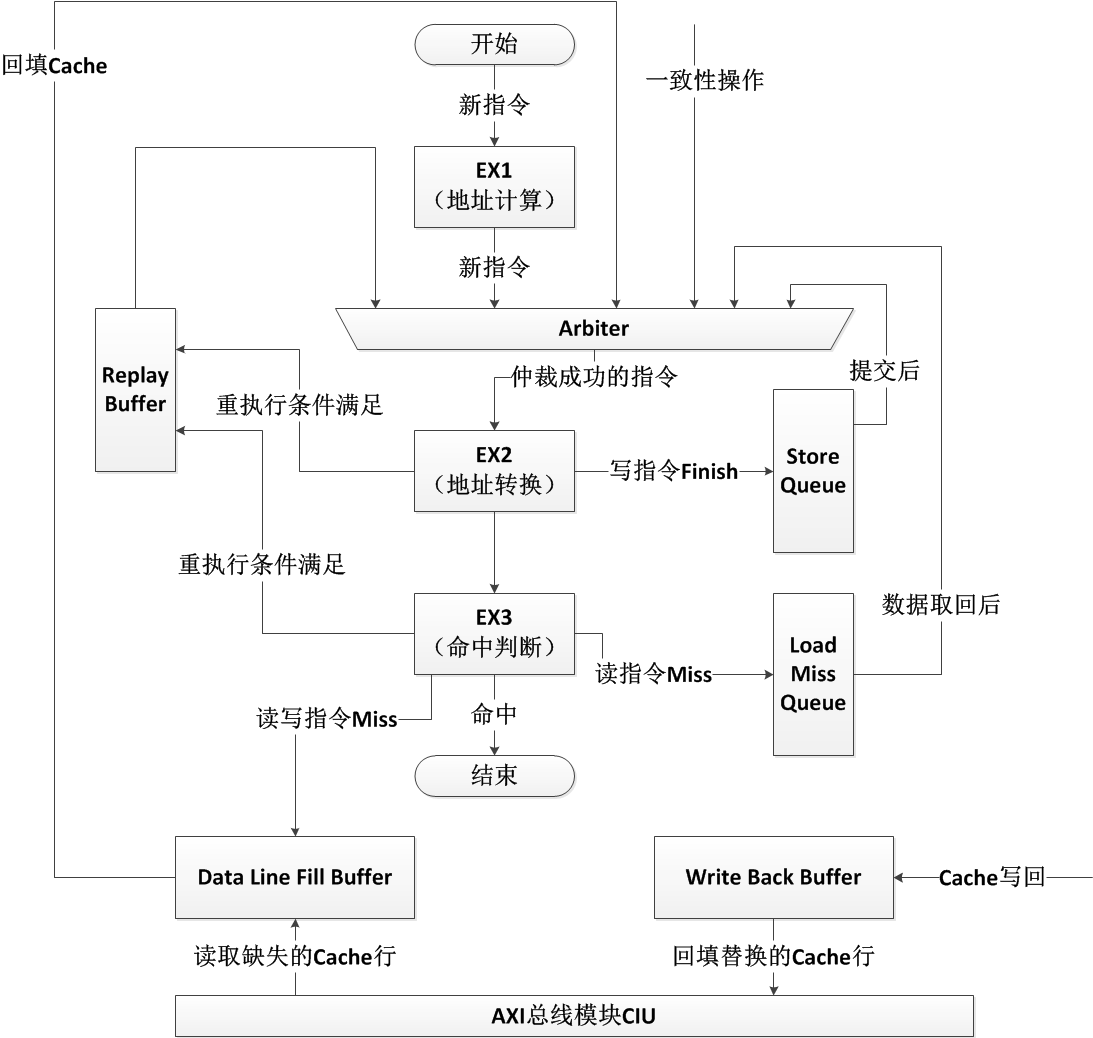 开始
回填Cache
一致性操作
新指令
EX1
（地址计算）
新指令
Arbiter
仲裁成功的指令
提交后
Replay
Buffer
重执行条件满足
EX2
（地址转换）
写指令Finish
Store
Queue
重执行条件满足
数据取回后
EX3
（命中判断）
读指令Miss
Load
Miss
Queue
读写指令Miss
命中
结束
Data Line Fill Buffer
Write Back Buffer
Cache写回
读取缺失的Cache行
回填替换的Cache行
AXI总线模块CIU